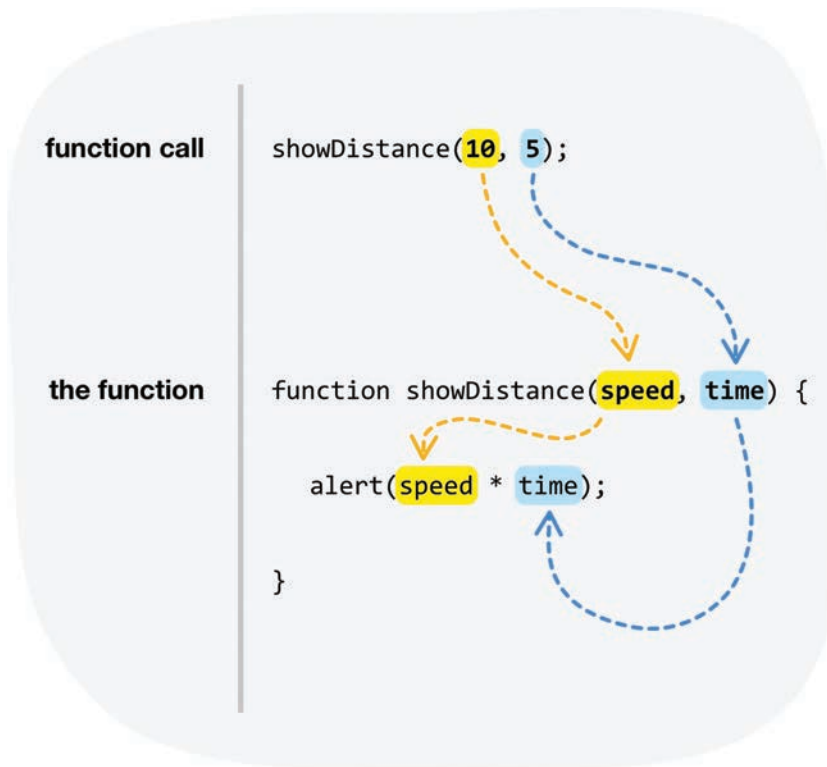 function call showDistance(10, 5);
the function function showDistance(speed, time) {
alert(speed * time);
}